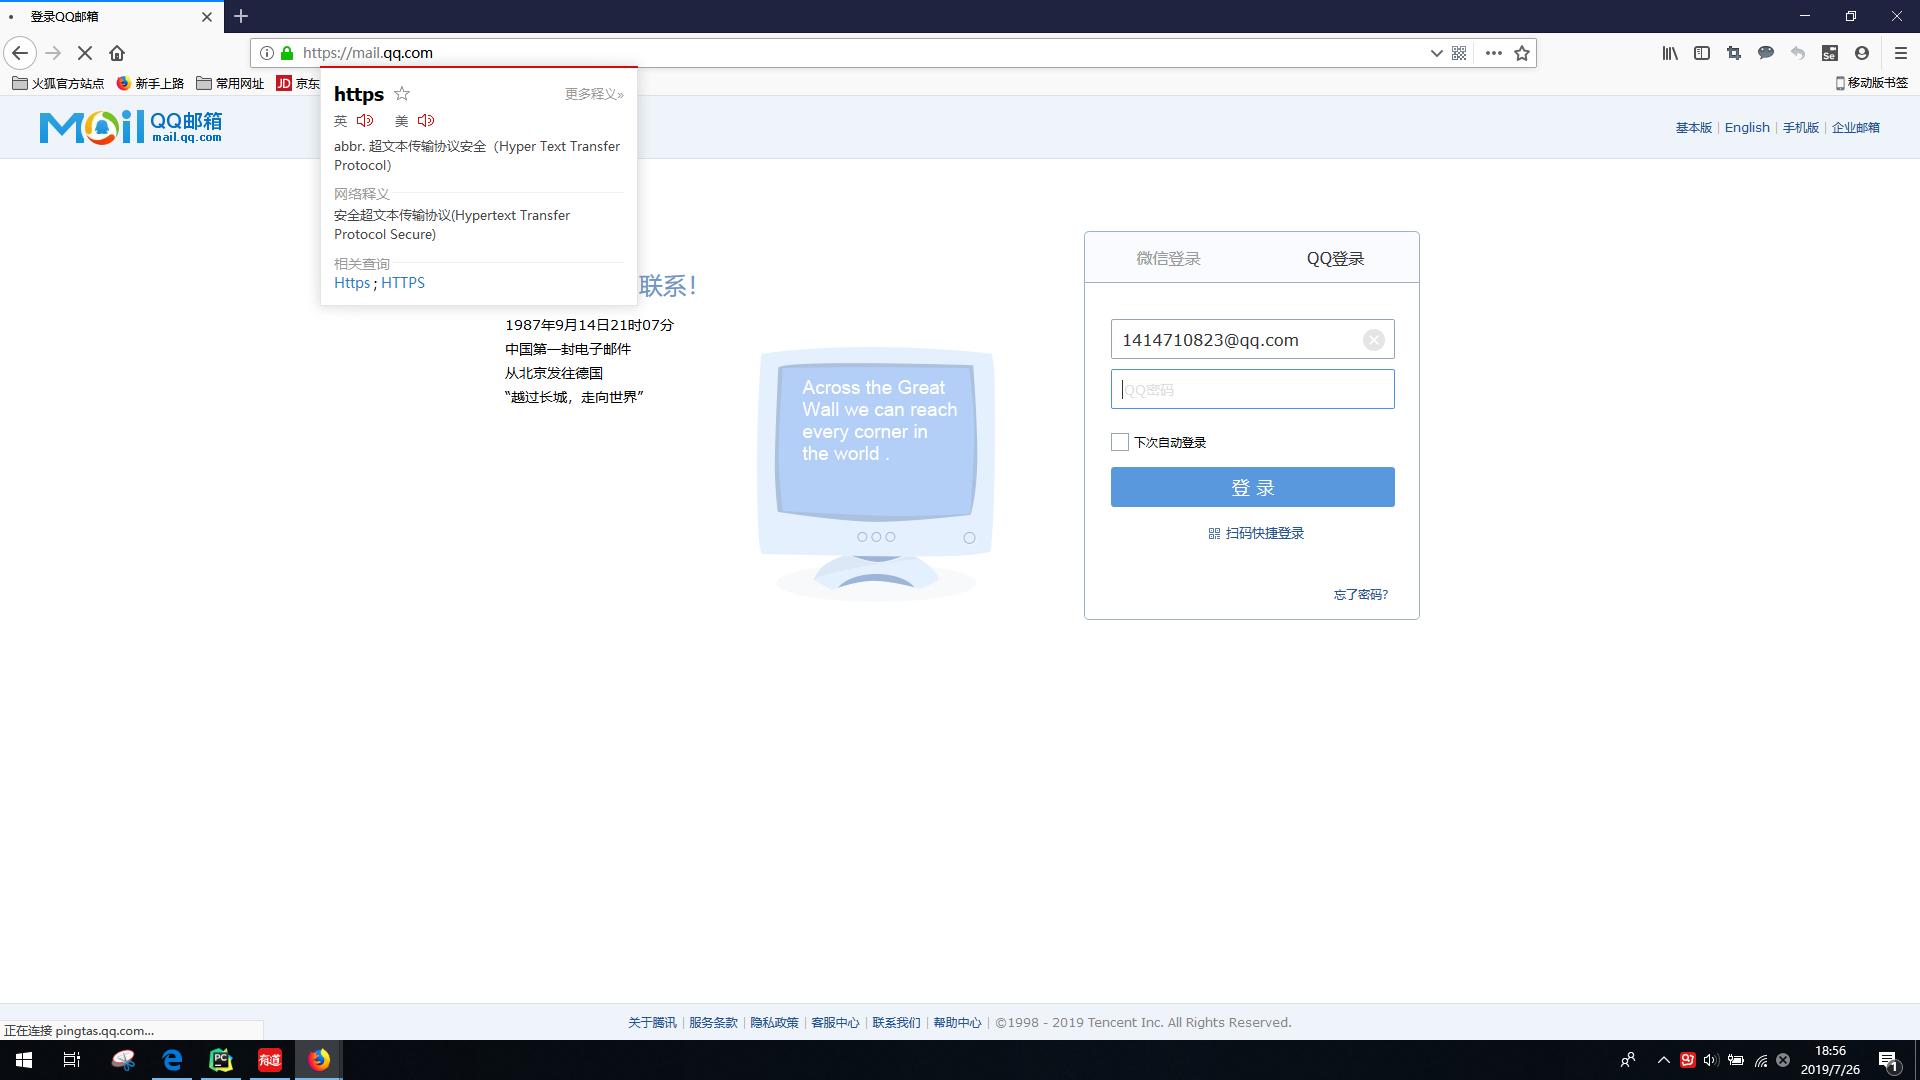 登录QQ邮箱
https://mail.qq.com
火狐官方站点
新手上路
常用网址
JD 京东
移动版书签
https
更多释义»
英
美
abbr. 超文本传输协议安全（Hyper Text Transfer
Protocol）
网络释义
安全超文本传输协议(Hypertext Transfer
Protocol Secure)
相关查询
Https ; HTTPS
Mail QQ邮箱
mail.qq.com
基本版 | English | 手机版 | 企业邮箱
联系！
1987年9月14日21时07分
中国第一封电子邮件
从北京发往德国
“越过长城，走向世界”
Across the Great
Wall we can reach
every corner in
the world .
微信登录
QQ登录
1414710823@qq.com
QQ密码
下次自动登录
登 录
扫码快捷登录
忘了密码？
关于腾讯 | 服务条款 | 隐私政策 | 客服中心 | 联系我们 | 帮助中心 | ©1998 - 2019 Tencent Inc. All Rights Reserved.
正在连接 pingtas.qq.com...
PC
有道
18:56
2019/7/26
1